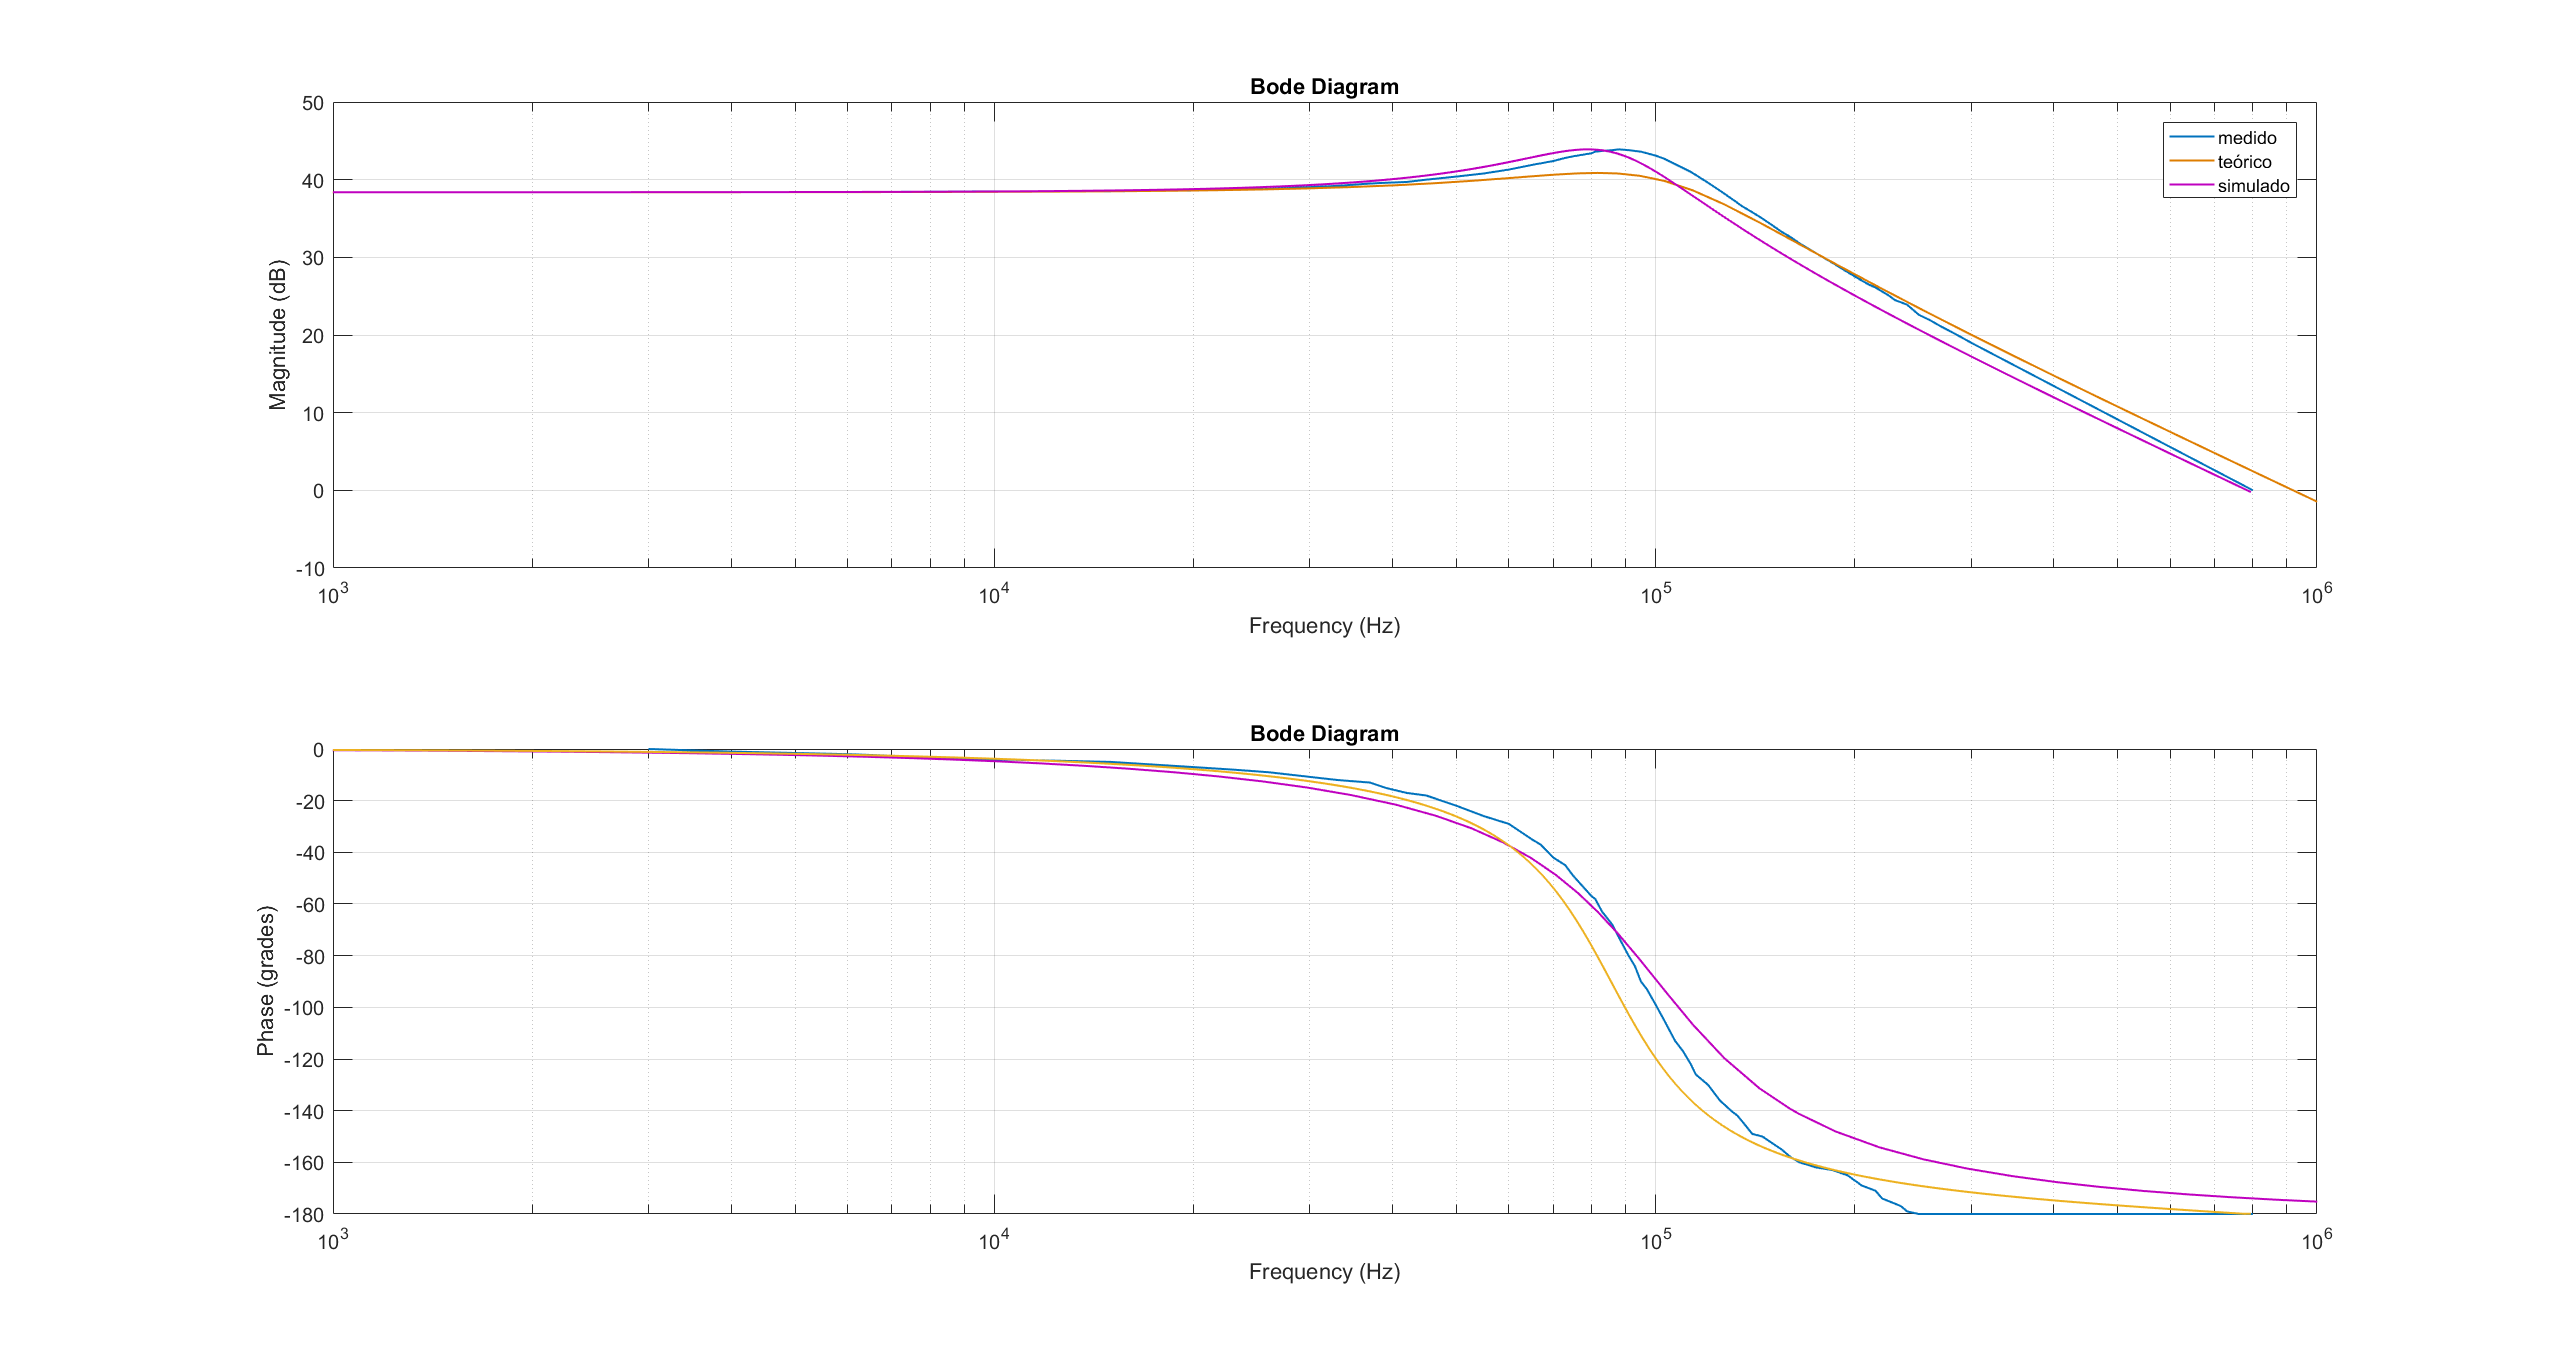 Bode Diagram
50
40
30
20
10
0
-10
Magnitude (dB)
medido
teórico
simulado
10^3
10^4
10^5
10^6
Frequency (Hz)
Bode Diagram
0
-20
-40
-60
-80
-100
-120
-140
-160
-180
Phase (grades)
10^3
10^4
10^5
10^6
Frequency (Hz)